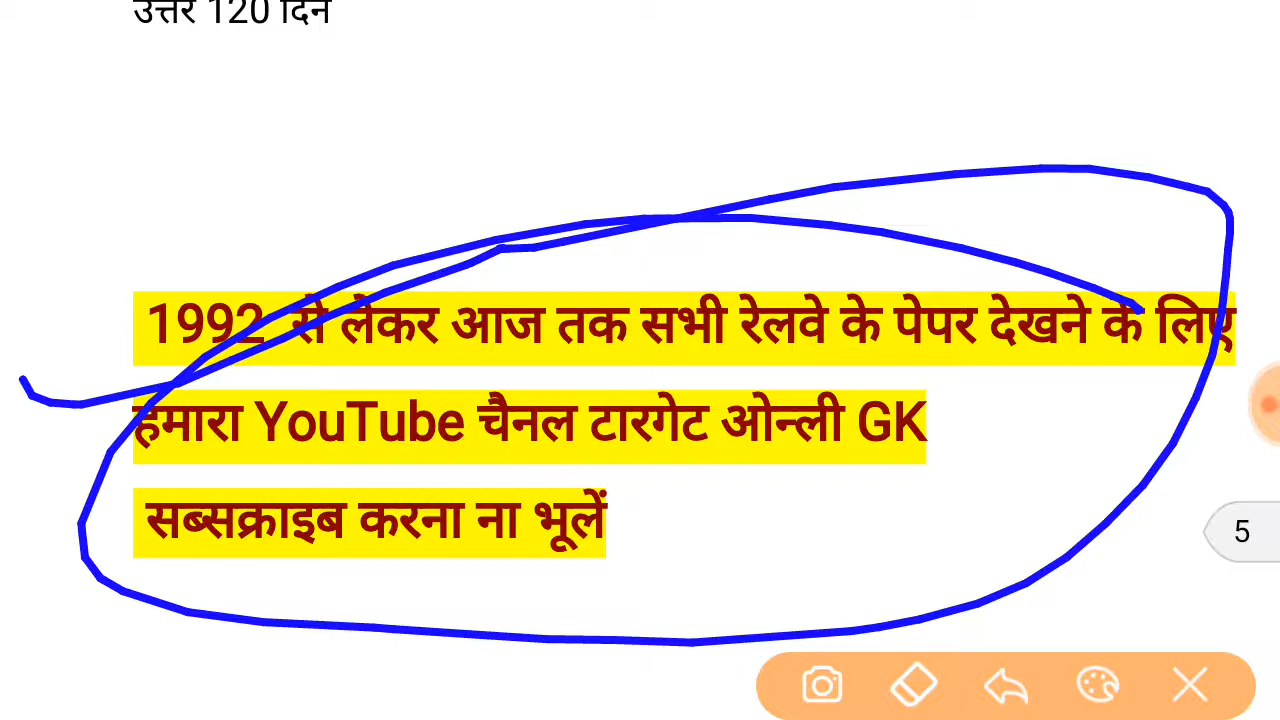 उत्तर 120 दिन
1992 से लेकर आज तक सभी रेलवे के पेपर देखने के लिए
हमारा YouTube चैनल टारगेट ओन्ली GK
सब्सक्राइब करना ना भूलें
5